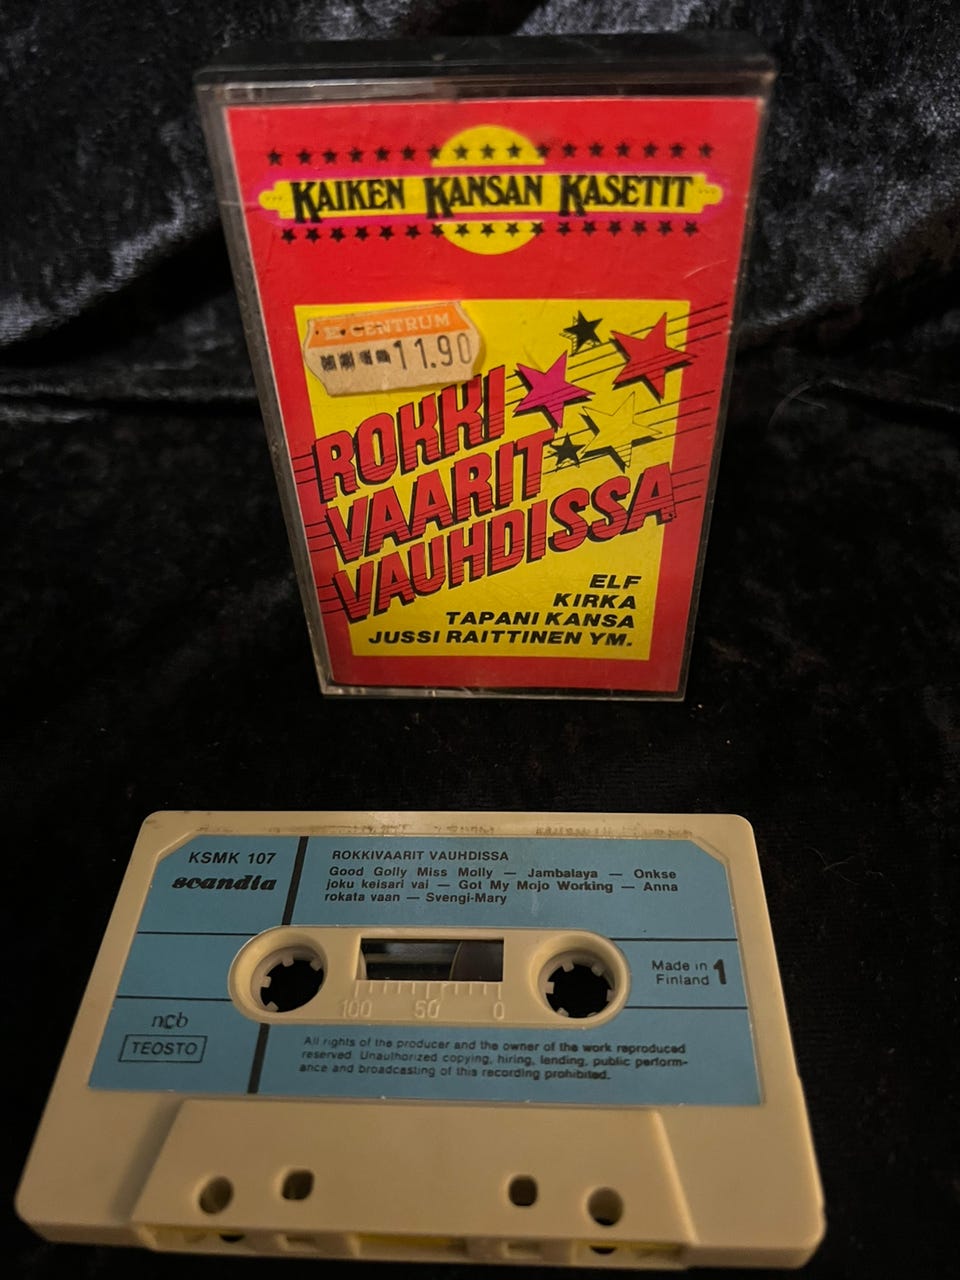 KAIKEN KANSAN KASETIT
CENTRUM
11.90
ROKKI
VAARIT
VAUHDISSA
ELF
KIRKA
TAPANI KANSA
JUSSI RAITTINEN YM.
KSMK 107
scandia
ROKKIVAARIT VAUHDISSA
Good Golly Miss Molly — Jambalaya — Onkse
joku keisari vai — Got My Mojo Working — Anna
rokata vaan — Svengi-Mary
Made in
Finland 1
100 50 0
ncb
TEOSTO
All rights of the producer and the owner of the work reproduced
reserved. Unauthorized copying, hiring, lending, public perform-
ance and broadcasting of this recording prohibited.